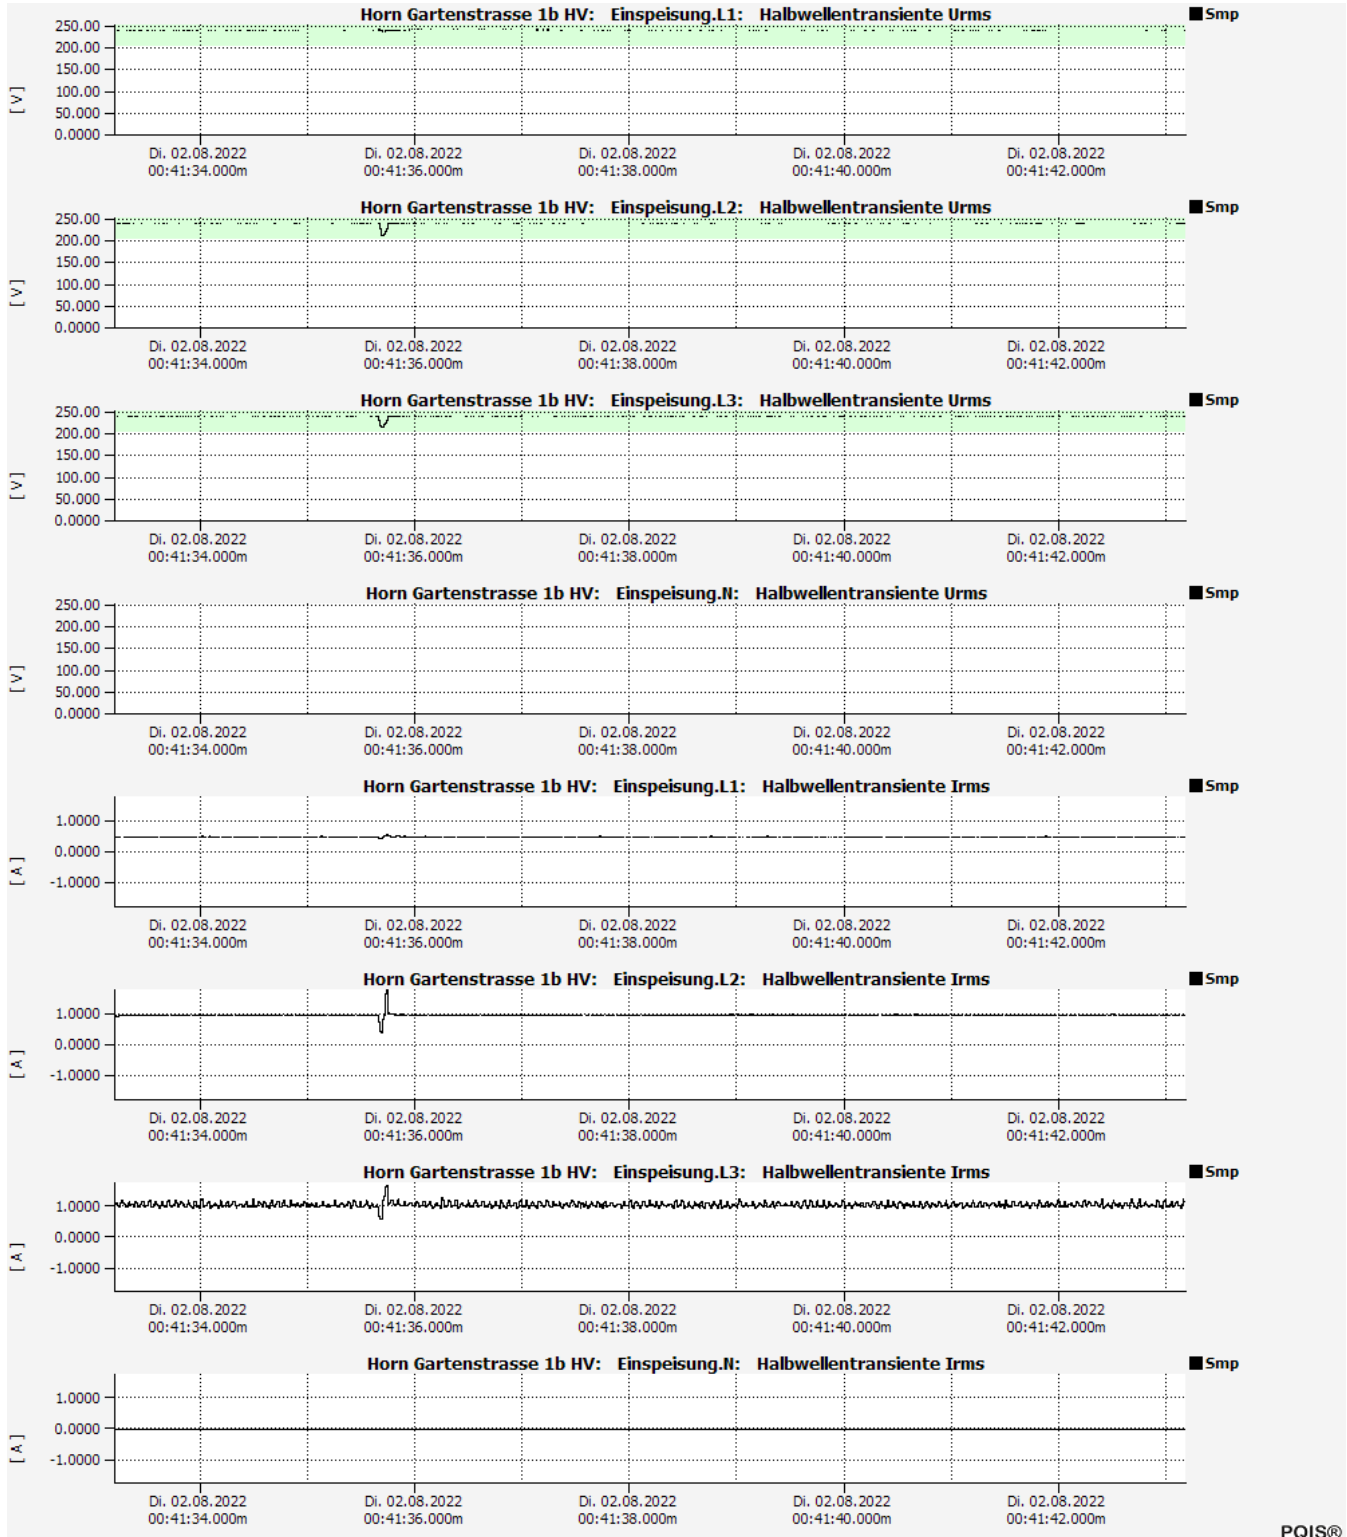 Horn Gartenstrasse 1b HV: Einspeisung.L1: Halbwellentransiente Urms
Smp
250.00
200.00
150.00
100.00
50.000
0.0000
[ V ]
Di. 02.08.2022 Di. 02.08.2022 Di. 02.08.2022 Di. 02.08.2022 Di. 02.08.2022
00:41:34.000m 00:41:36.000m 00:41:38.000m 00:41:40.000m 00:41:42.000m
Horn Gartenstrasse 1b HV: Einspeisung.L2: Halbwellentransiente Urms
Smp
250.00
200.00
150.00
100.00
50.000
0.0000
[ V ]
Di. 02.08.2022 Di. 02.08.2022 Di. 02.08.2022 Di. 02.08.2022 Di. 02.08.2022
00:41:34.000m 00:41:36.000m 00:41:38.000m 00:41:40.000m 00:41:42.000m
Horn Gartenstrasse 1b HV: Einspeisung.L3: Halbwellentransiente Urms
Smp
250.00
200.00
150.00
100.00
50.000
0.0000
[ V ]
Di. 02.08.2022 Di. 02.08.2022 Di. 02.08.2022 Di. 02.08.2022 Di. 02.08.2022
00:41:34.000m 00:41:36.000m 00:41:38.000m 00:41:40.000m 00:41:42.000m
Horn Gartenstrasse 1b HV: Einspeisung.N: Halbwellentransiente Urms
Smp
250.00
200.00
150.00
100.00
50.000
0.0000
[ V ]
Di. 02.08.2022 Di. 02.08.2022 Di. 02.08.2022 Di. 02.08.2022 Di. 02.08.2022
00:41:34.000m 00:41:36.000m 00:41:38.000m 00:41:40.000m 00:41:42.000m
Horn Gartenstrasse 1b HV: Einspeisung.L1: Halbwellentransiente Irms
Smp
1.0000
0.0000
-1.0000
[ A ]
Di. 02.08.2022 Di. 02.08.2022 Di. 02.08.2022 Di. 02.08.2022 Di. 02.08.2022
00:41:34.000m 00:41:36.000m 00:41:38.000m 00:41:40.000m 00:41:42.000m
Horn Gartenstrasse 1b HV: Einspeisung.L2: Halbwellentransiente Irms
Smp
1.0000
0.0000
-1.0000
[ A ]
Di. 02.08.2022 Di. 02.08.2022 Di. 02.08.2022 Di. 02.08.2022 Di. 02.08.2022
00:41:34.000m 00:41:36.000m 00:41:38.000m 00:41:40.000m 00:41:42.000m
Horn Gartenstrasse 1b HV: Einspeisung.L3: Halbwellentransiente Irms
Smp
1.0000
0.0000
-1.0000
[ A ]
Di. 02.08.2022 Di. 02.08.2022 Di. 02.08.2022 Di. 02.08.2022 Di. 02.08.2022
00:41:34.000m 00:41:36.000m 00:41:38.000m 00:41:40.000m 00:41:42.000m
Horn Gartenstrasse 1b HV: Einspeisung.N: Halbwellentransiente Irms
Smp
1.0000
0.0000
-1.0000
[ A ]
Di. 02.08.2022 Di. 02.08.2022 Di. 02.08.2022 Di. 02.08.2022 Di. 02.08.2022
00:41:34.000m 00:41:36.000m 00:41:38.000m 00:41:40.000m 00:41:42.000m
PQIS®